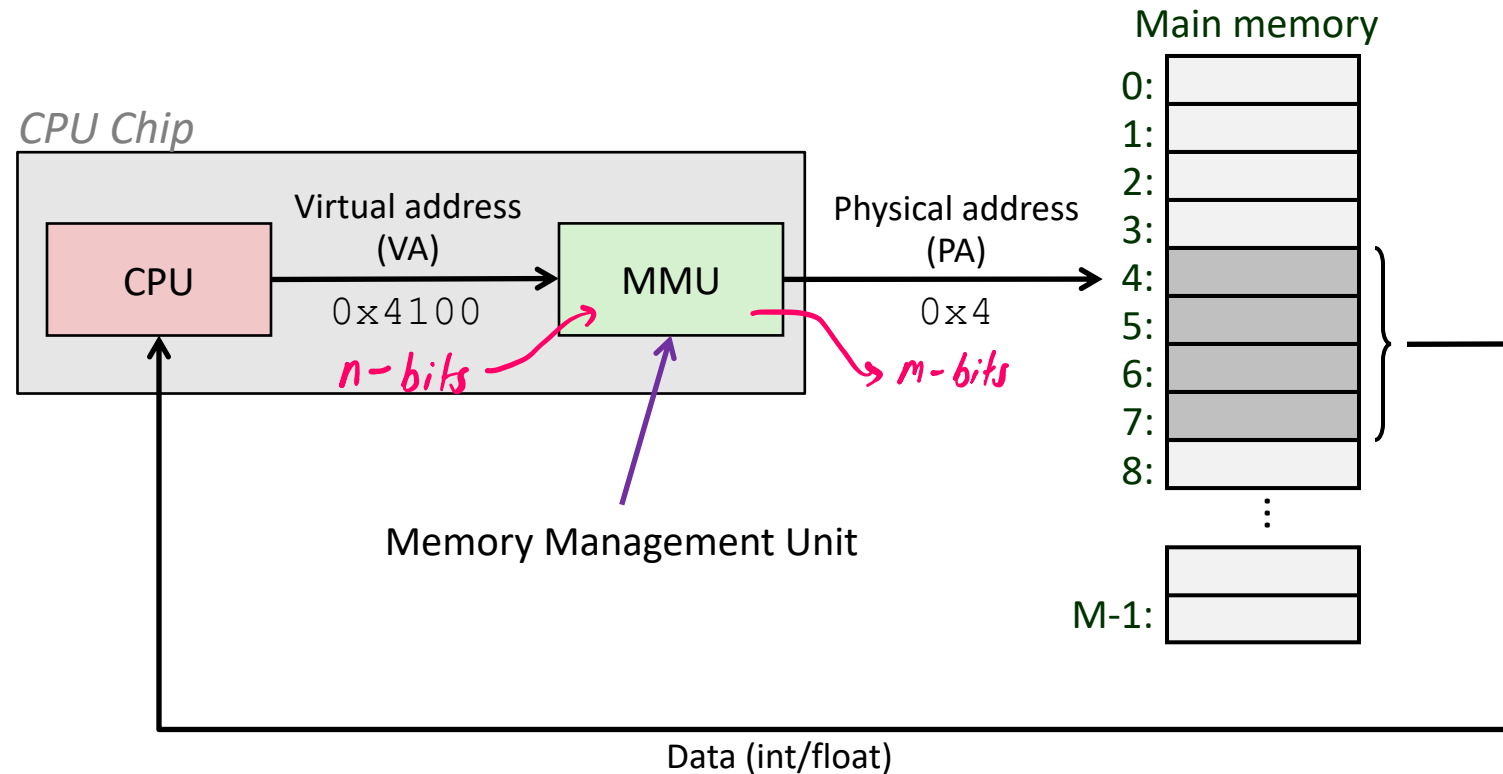 Main memory
CPU Chip
0:
1:
2:
3:
4:
5:
6:
7:
8:
⋮
M-1:
Virtual address
(VA)
Physical address
(PA)
CPU
MMU
0x4100
0x4
n-bits
m-bits
Memory Management Unit
Data (int/float)